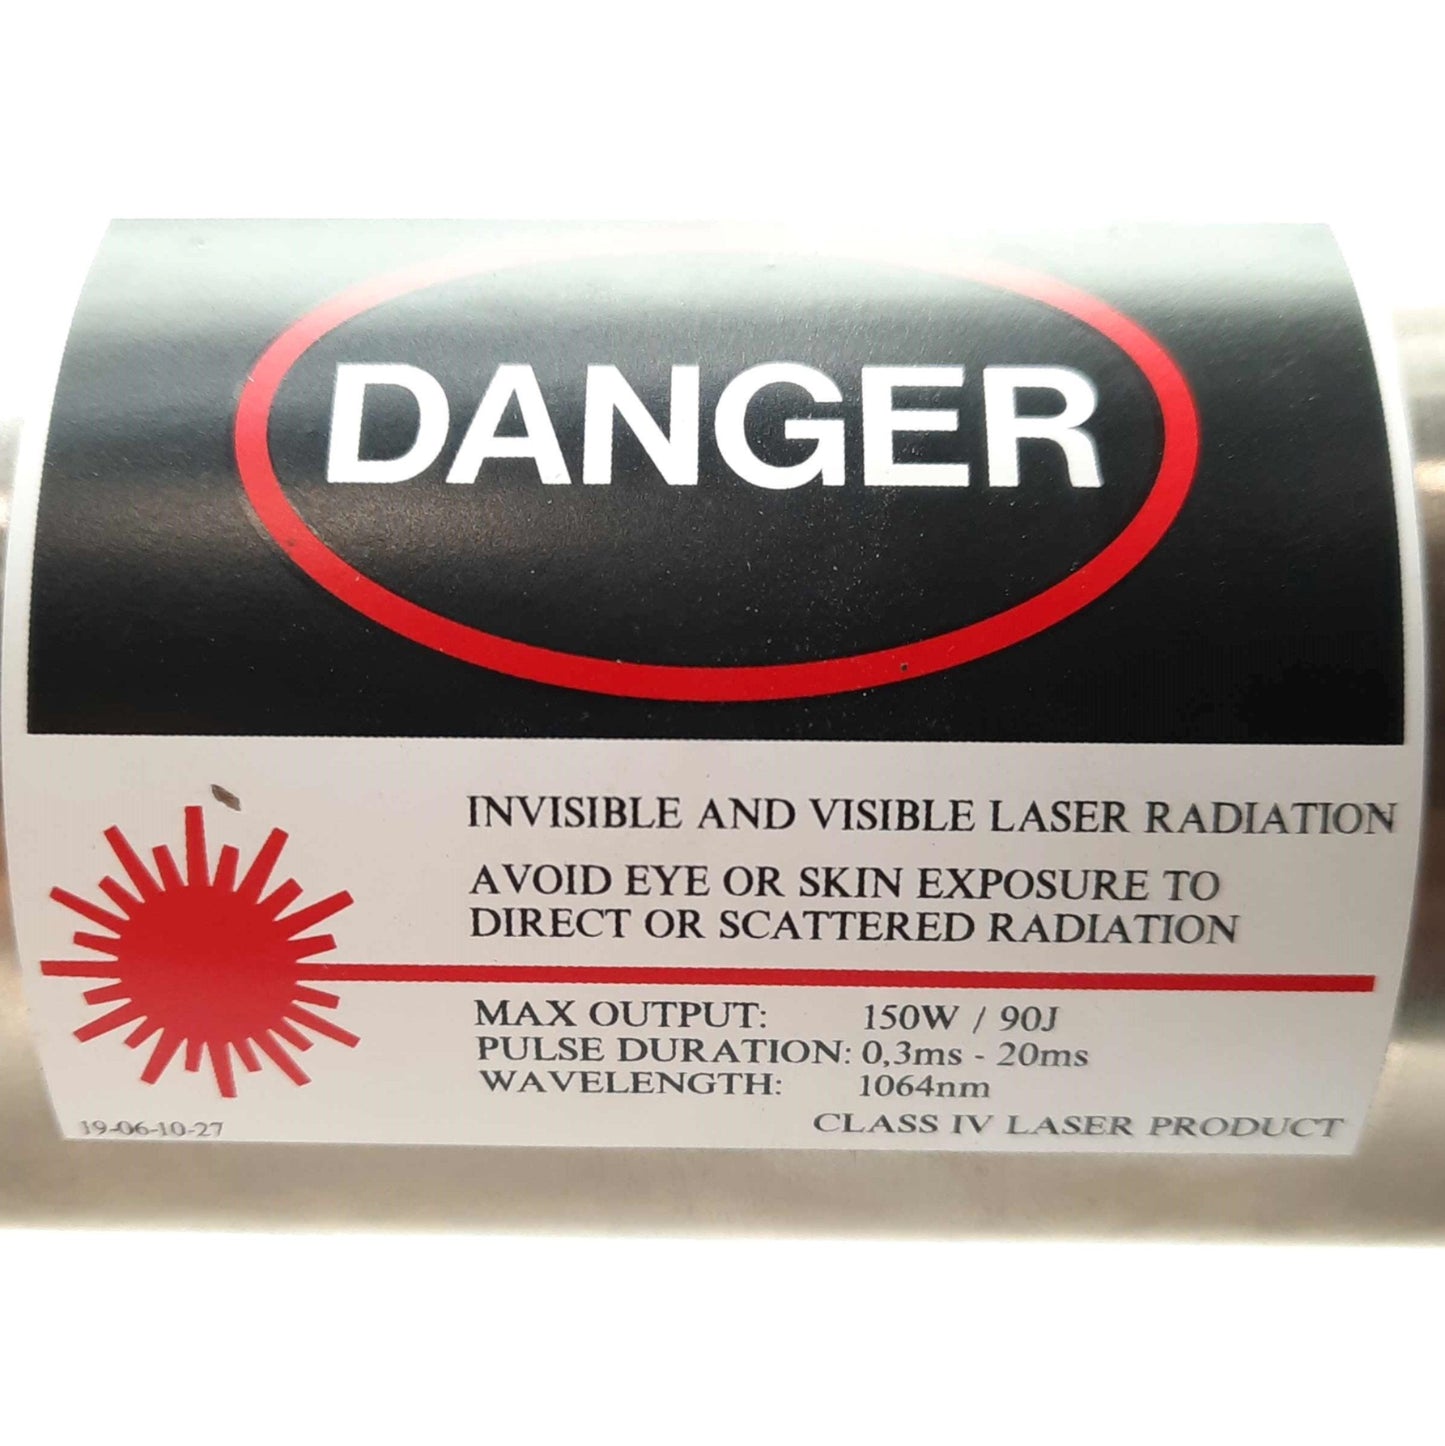 DANGER
INVISIBLE AND VISIBLE LASER RADIATION
AVOID EYE OR SKIN EXPOSURE TO
DIRECT OR SCATTERED RADIATION
MAX OUTPUT: 150W / 90J
PULSE DURATION: 0,3ms - 20ms
WAVELENGTH: 1064nm
CLASS IV LASER PRODUCT
19-06-10-27